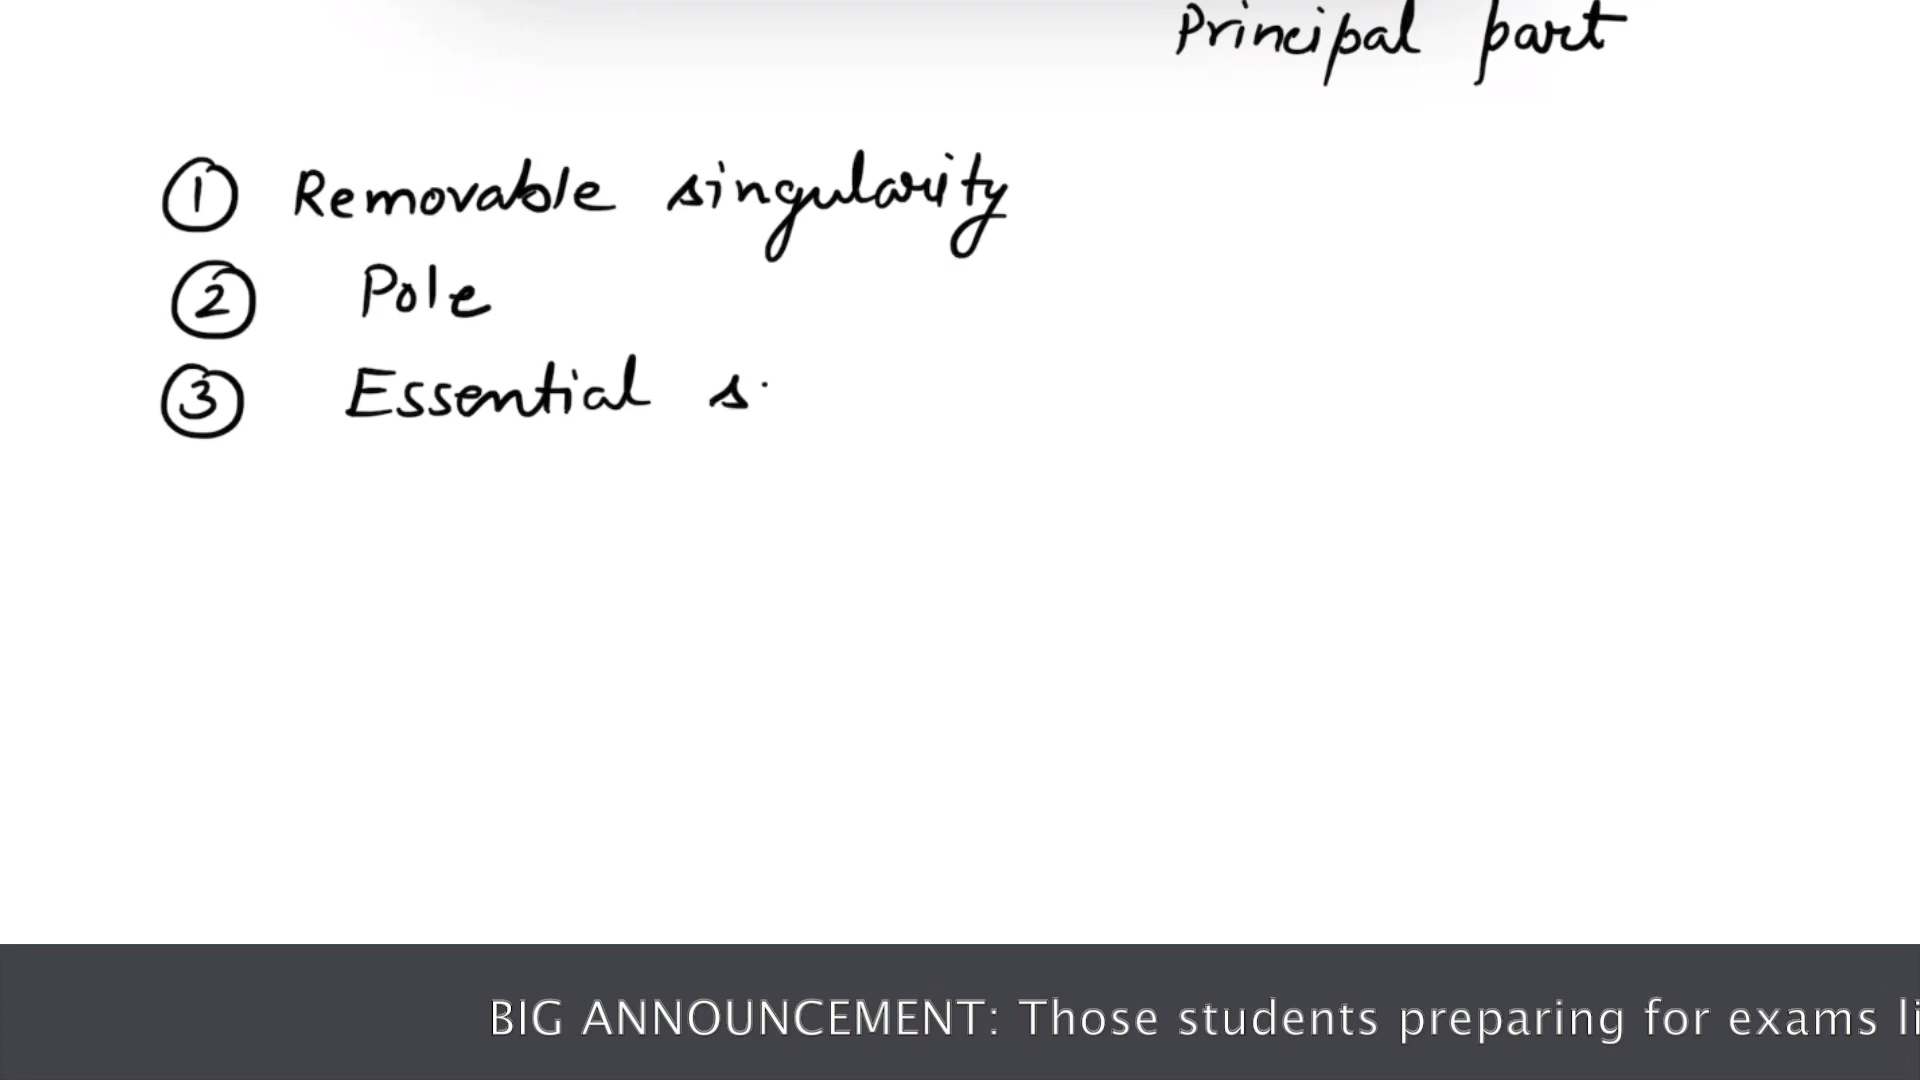 Principal part
① Removable singularity
② Pole
③ Essential s
BIG ANNOUNCEMENT: Those students preparing for exams li